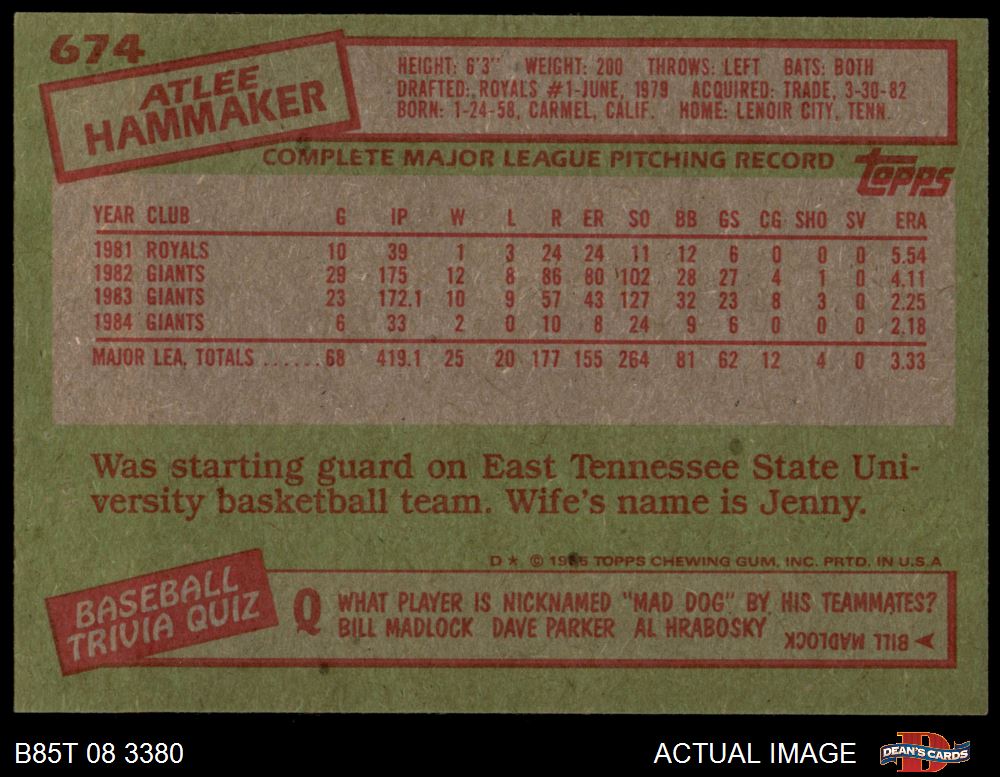 674
ATLEE
HAMMAKER
HEIGHT: 6'3" WEIGHT: 200 THROWS: LEFT BATS: BOTH
DRAFTED: ROYALS #1-JUNE, 1979 ACQUIRED: TRADE, 3-30-82
BORN: 1-24-58, CARMEL, CALIF. HOME: LENOIR CITY, TENN.
COMPLETE MAJOR LEAGUE PITCHING RECORD
TOPPS
YEAR CLUB G IP W L R ER SO BB GS CG SHO SV ERA
1981 ROYALS 10 39 1 3 24 24 11 12 6 0 0 0 5.54
1982 GIANTS 29 175 12 8 86 80 102 28 27 4 1 0 4.11
1983 GIANTS 23 172.1 10 9 57 43 127 32 23 8 3 0 2.25
1984 GIANTS 6 33 2 0 10 8 24 9 6 0 0 0 2.18
MAJOR LEA. TOTALS ...... 68 419.1 25 20 177 155 264 81 62 12 4 0 3.33
Was starting guard on East Tennessee State Uni-
versity basketball team. Wife's name is Jenny.
D * © 1985 TOPPS CHEWING GUM, INC. PRTD. IN U.S.A
BASEBALL
TRIVIA QUIZ
Q WHAT PLAYER IS NICKNAMED "MAD DOG" BY HIS TEAMMATES?
BILL MADLOCK DAVE PARKER AL HRABOSKY
BILL MADLOCK
B85T 08 3380
ACTUAL IMAGE
D
DEAN'S CARDS